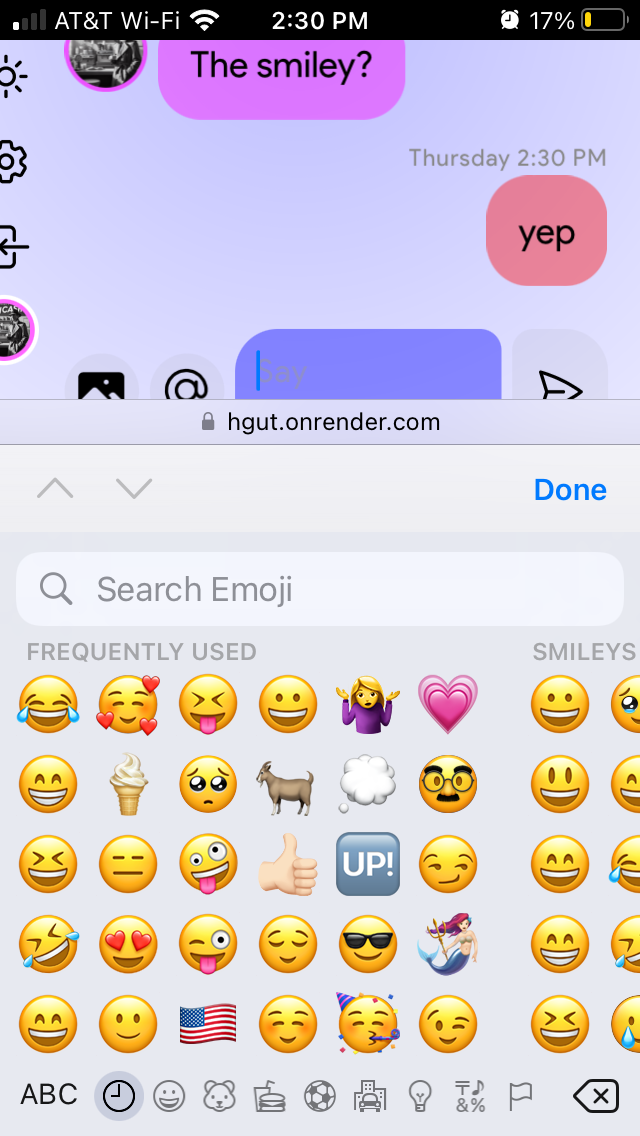 AT&T Wi-Fi 2:30 PM 17%
The smiley?
Thursday 2:30 PM
yep
Say
hgut.onrender.com
Done
Search Emoji
FREQUENTLY USED SMILEYS
UP!
ABC